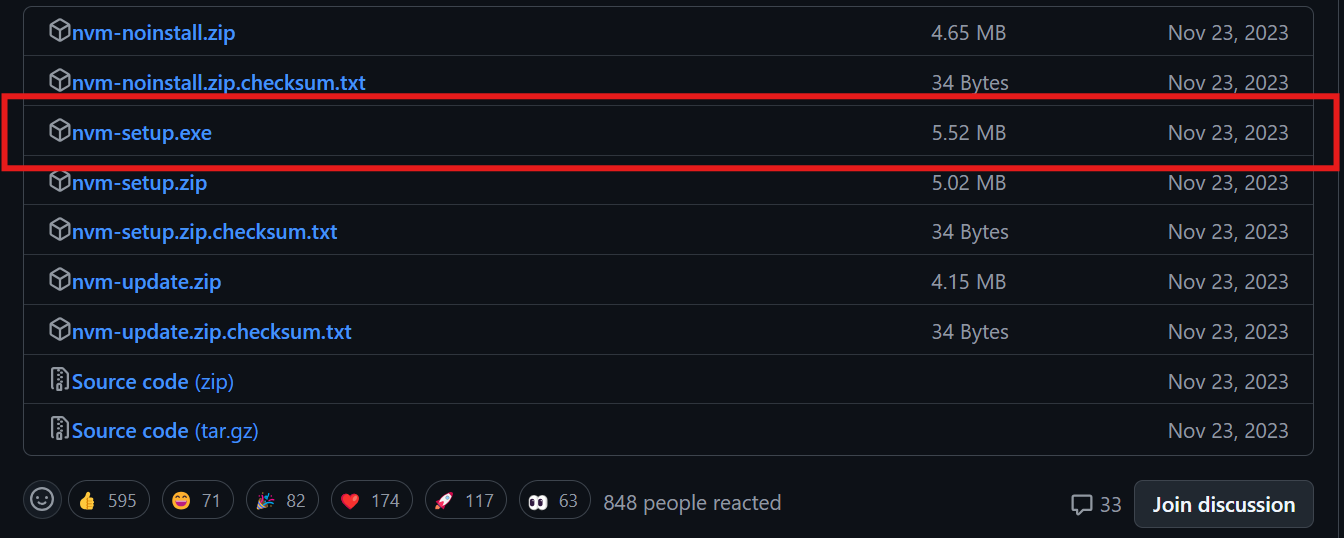 nvm-noinstall.zip 4.65 MB Nov 23, 2023
nvm-noinstall.zip.checksum.txt 34 Bytes Nov 23, 2023
nvm-setup.exe 5.52 MB Nov 23, 2023
nvm-setup.zip 5.02 MB Nov 23, 2023
nvm-setup.zip.checksum.txt 34 Bytes Nov 23, 2023
nvm-update.zip 4.15 MB Nov 23, 2023
nvm-update.zip.checksum.txt 34 Bytes Nov 23, 2023
Source code (zip) Nov 23, 2023
Source code (tar.gz) Nov 23, 2023
595 71 82 174 117 63 848 people reacted 33 Join discussion